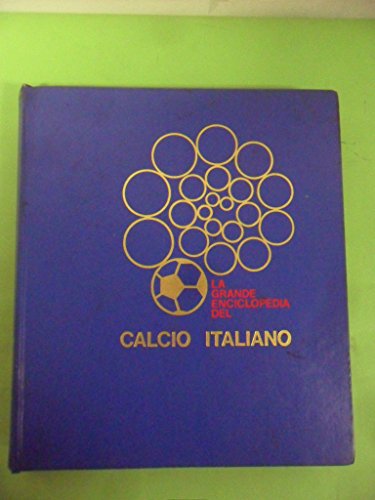 LA
GRANDE
ENCICLOPEDIA
DEL
CALCIO ITALIANO